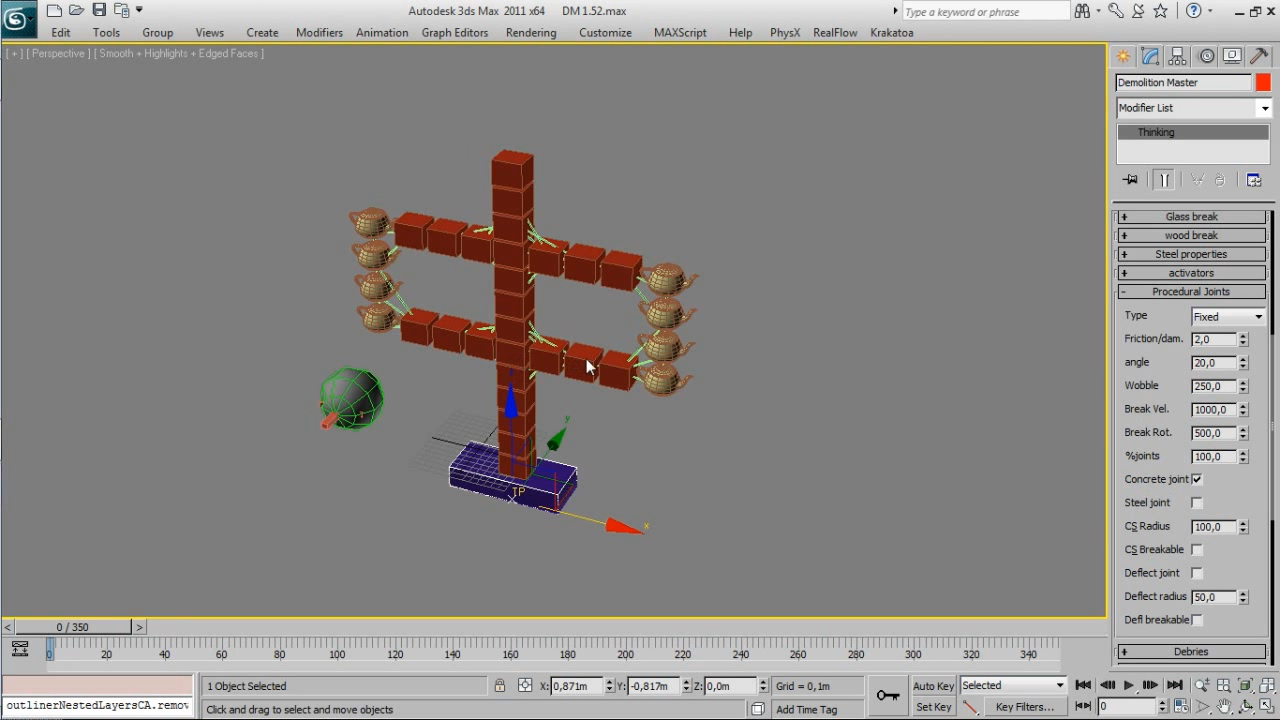 Autodesk 3ds Max 2011 x64 DM 1.52.max
Type a keyword or phrase
Edit Tools Group Views Create Modifiers Animation Graph Editors Rendering Customize MAXScript Help PhysX RealFlow Krakatoa
[ + ] [ Perspective ] [ Smooth + Highlights + Edged Faces ]
Demolition Master
Modifier List
Thinking
+ Glass break
+ wood break
+ Steel properties
+ activators
- Procedural Joints
Type Fixed
Friction/dam. 2,0
angle 20,0
Wobble 250,0
Break Vel. 1000,0
Break Rot. 500,0
%joints 100,0
Concrete joint
Steel joint
CS Radius 100,0
CS Breakable
Deflect joint
Deflect radius 50,0
Defl breakable
+ Debries
y
x
< 0 / 350 >
0 20 40 60 80 100 120 140 160 180 200 220 240 260 280 300 320 340
1 Object Selected
X: 0,871m Y: -0,817m Z: 0,0m
Grid = 0,1m
Auto Key Selected
outlinerNestedLayersCA.remov
Click and drag to select and move objects
Add Time Tag
Set Key Key Filters...
0